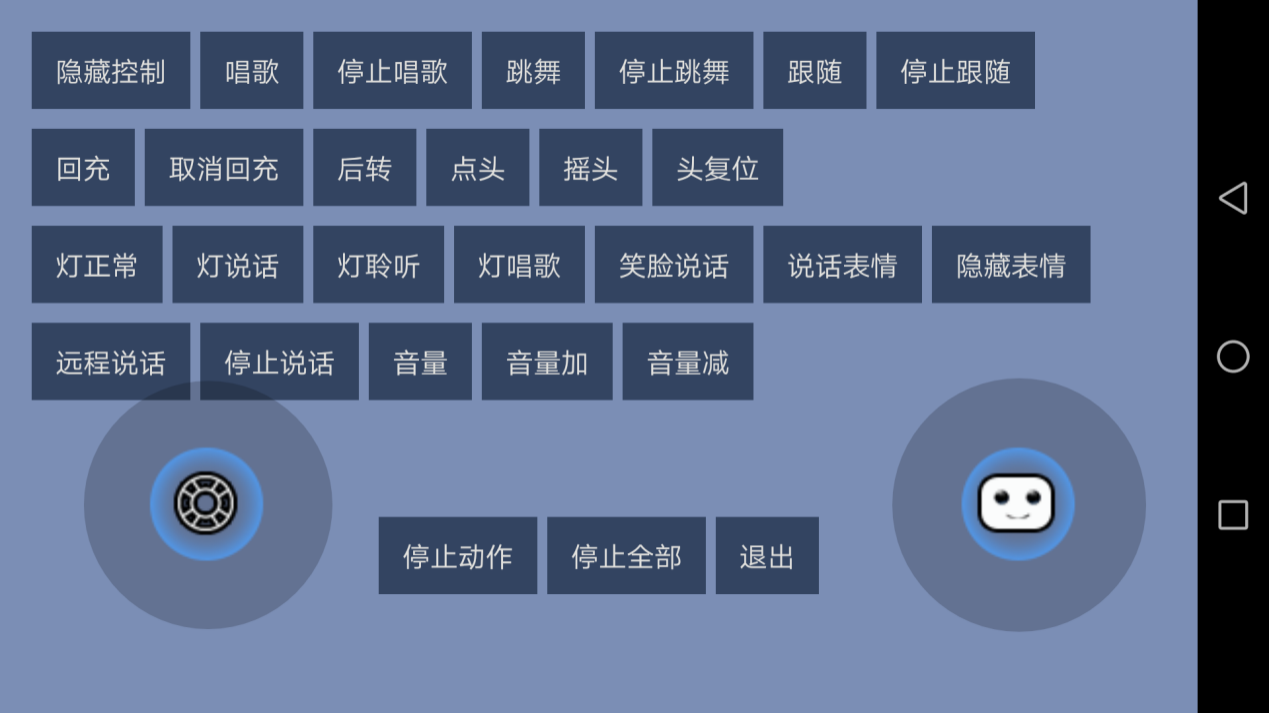 隐藏控制 唱歌 停止唱歌 跳舞 停止跳舞 跟随 停止跟随
回充 取消回充 后转 点头 摇头 头复位
灯正常 灯说话 灯聆听 灯唱歌 笑脸说话 说话表情 隐藏表情
远程说话 停止说话 音量 音量加 音量减
停止动作 停止全部 退出